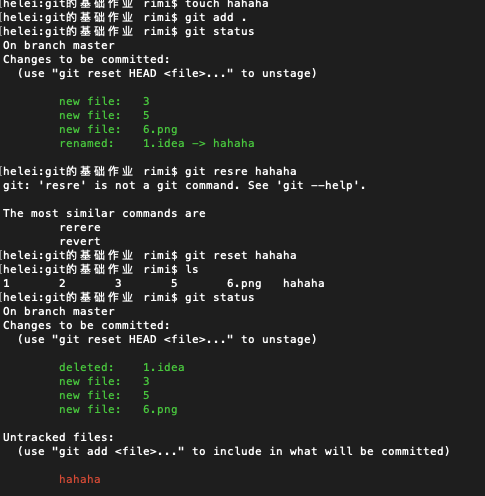 [helei:git的基础作业 rimi$ touch hahaha
[helei:git的基础作业 rimi$ git add .
[helei:git的基础作业 rimi$ git status
On branch master
Changes to be committed:
  (use "git reset HEAD <file>..." to unstage)

        new file:   3
        new file:   5
        new file:   6.png
        renamed:    1.idea -> hahaha

[helei:git的基础作业 rimi$ git resre hahaha
git: 'resre' is not a git command. See 'git --help'.

The most similar commands are
        rerere
        revert
[helei:git的基础作业 rimi$ git reset hahaha
[helei:git的基础作业 rimi$ ls
1       2       3       5       6.png   hahaha
[helei:git的基础作业 rimi$ git status
On branch master
Changes to be committed:
  (use "git reset HEAD <file>..." to unstage)

        deleted:    1.idea
        new file:   3
        new file:   5
        new file:   6.png

Untracked files:
  (use "git add <file>..." to include in what will be committed)

        hahaha